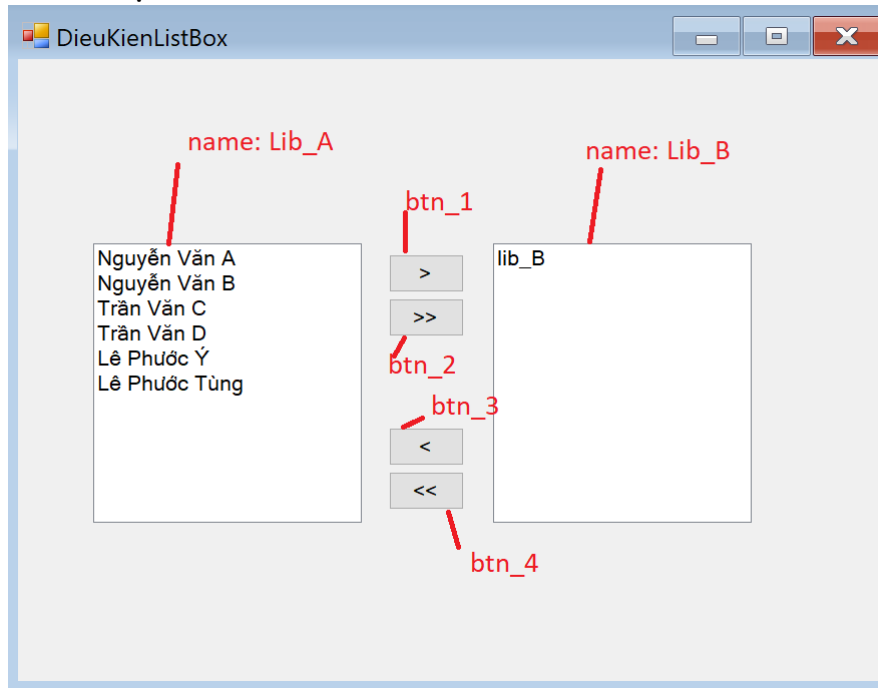 DieuKienListBox
name: Lib_A
name: Lib_B
btn_1
Nguyễn Văn A
Nguyễn Văn B
Trần Văn C
Trần Văn D
Lê Phước Ý
Lê Phước Tùng
>
>>
btn_2
btn_3
<
<<
btn_4
lib_B